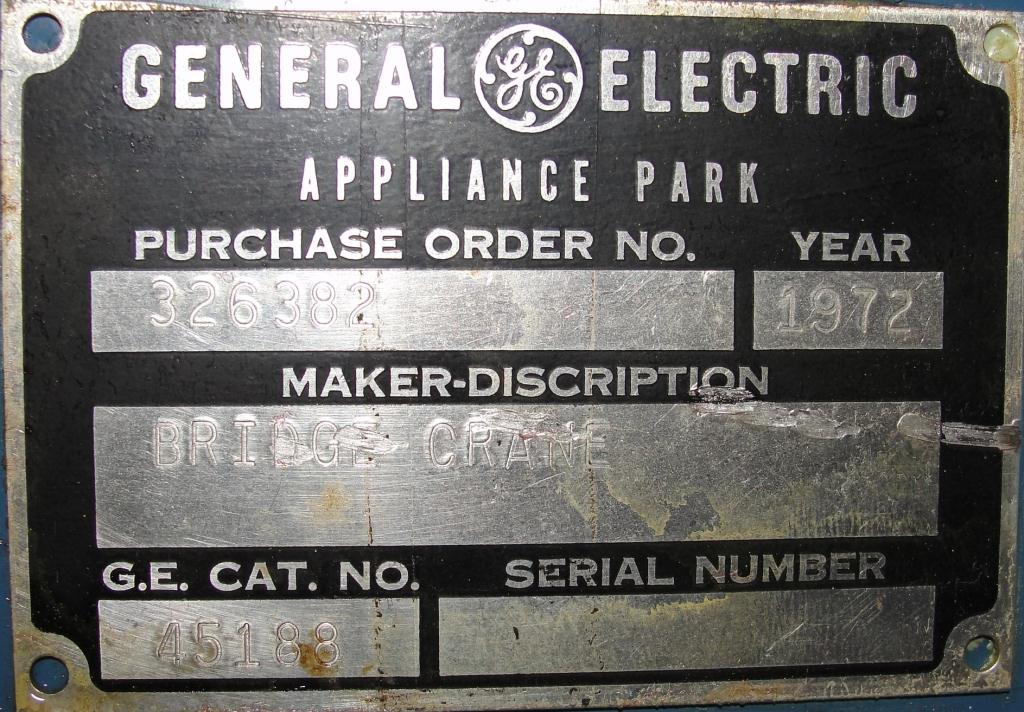 GENERAL GE ELECTRIC
APPLIANCE PARK
PURCHASE ORDER NO. YEAR
326382 1972
MAKER-DISCRIPTION
BRIDGE CRANE
G.E. CAT. NO. SERIAL NUMBER
45188